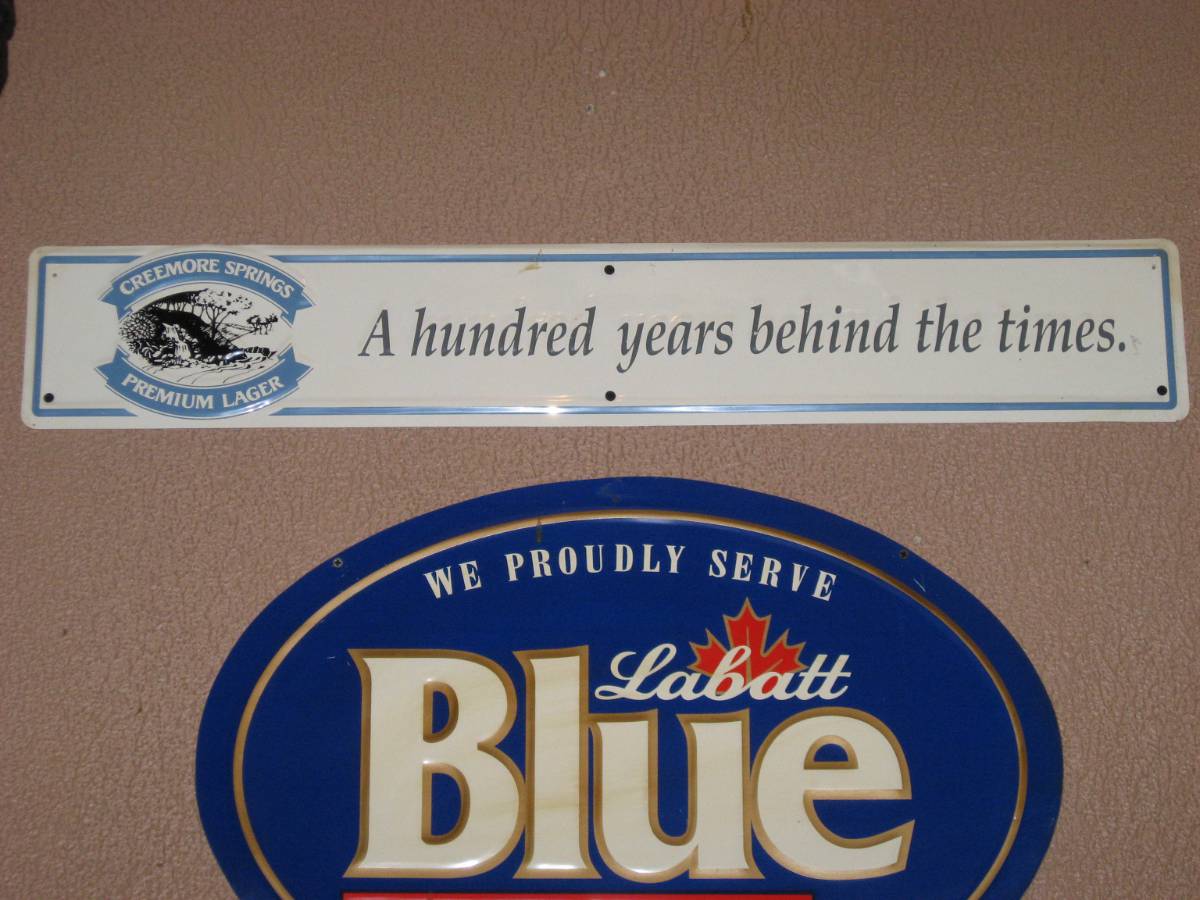 CREEMORE SPRINGS
PREMIUM LAGER
A hundred years behind the times.
WE PROUDLY SERVE
Labatt
Blue